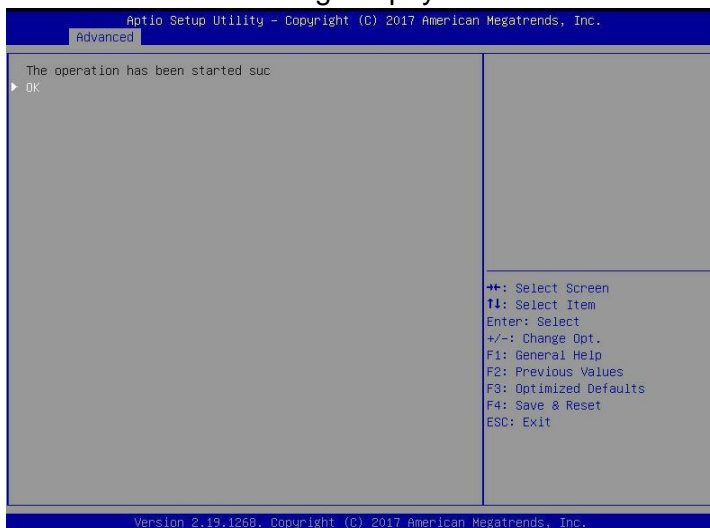 Aptio Setup Utility – Copyright (C) 2017 American Megatrends, Inc.
Advanced
The operation has been started suc
▶ OK
→←: Select Screen
↑↓: Select Item
Enter: Select
+/-: Change Opt.
F1: General Help
F2: Previous Values
F3: Optimized Defaults
F4: Save & Reset
ESC: Exit
Version 2.19.1268. Copyright (C) 2017 American Megatrends, Inc.